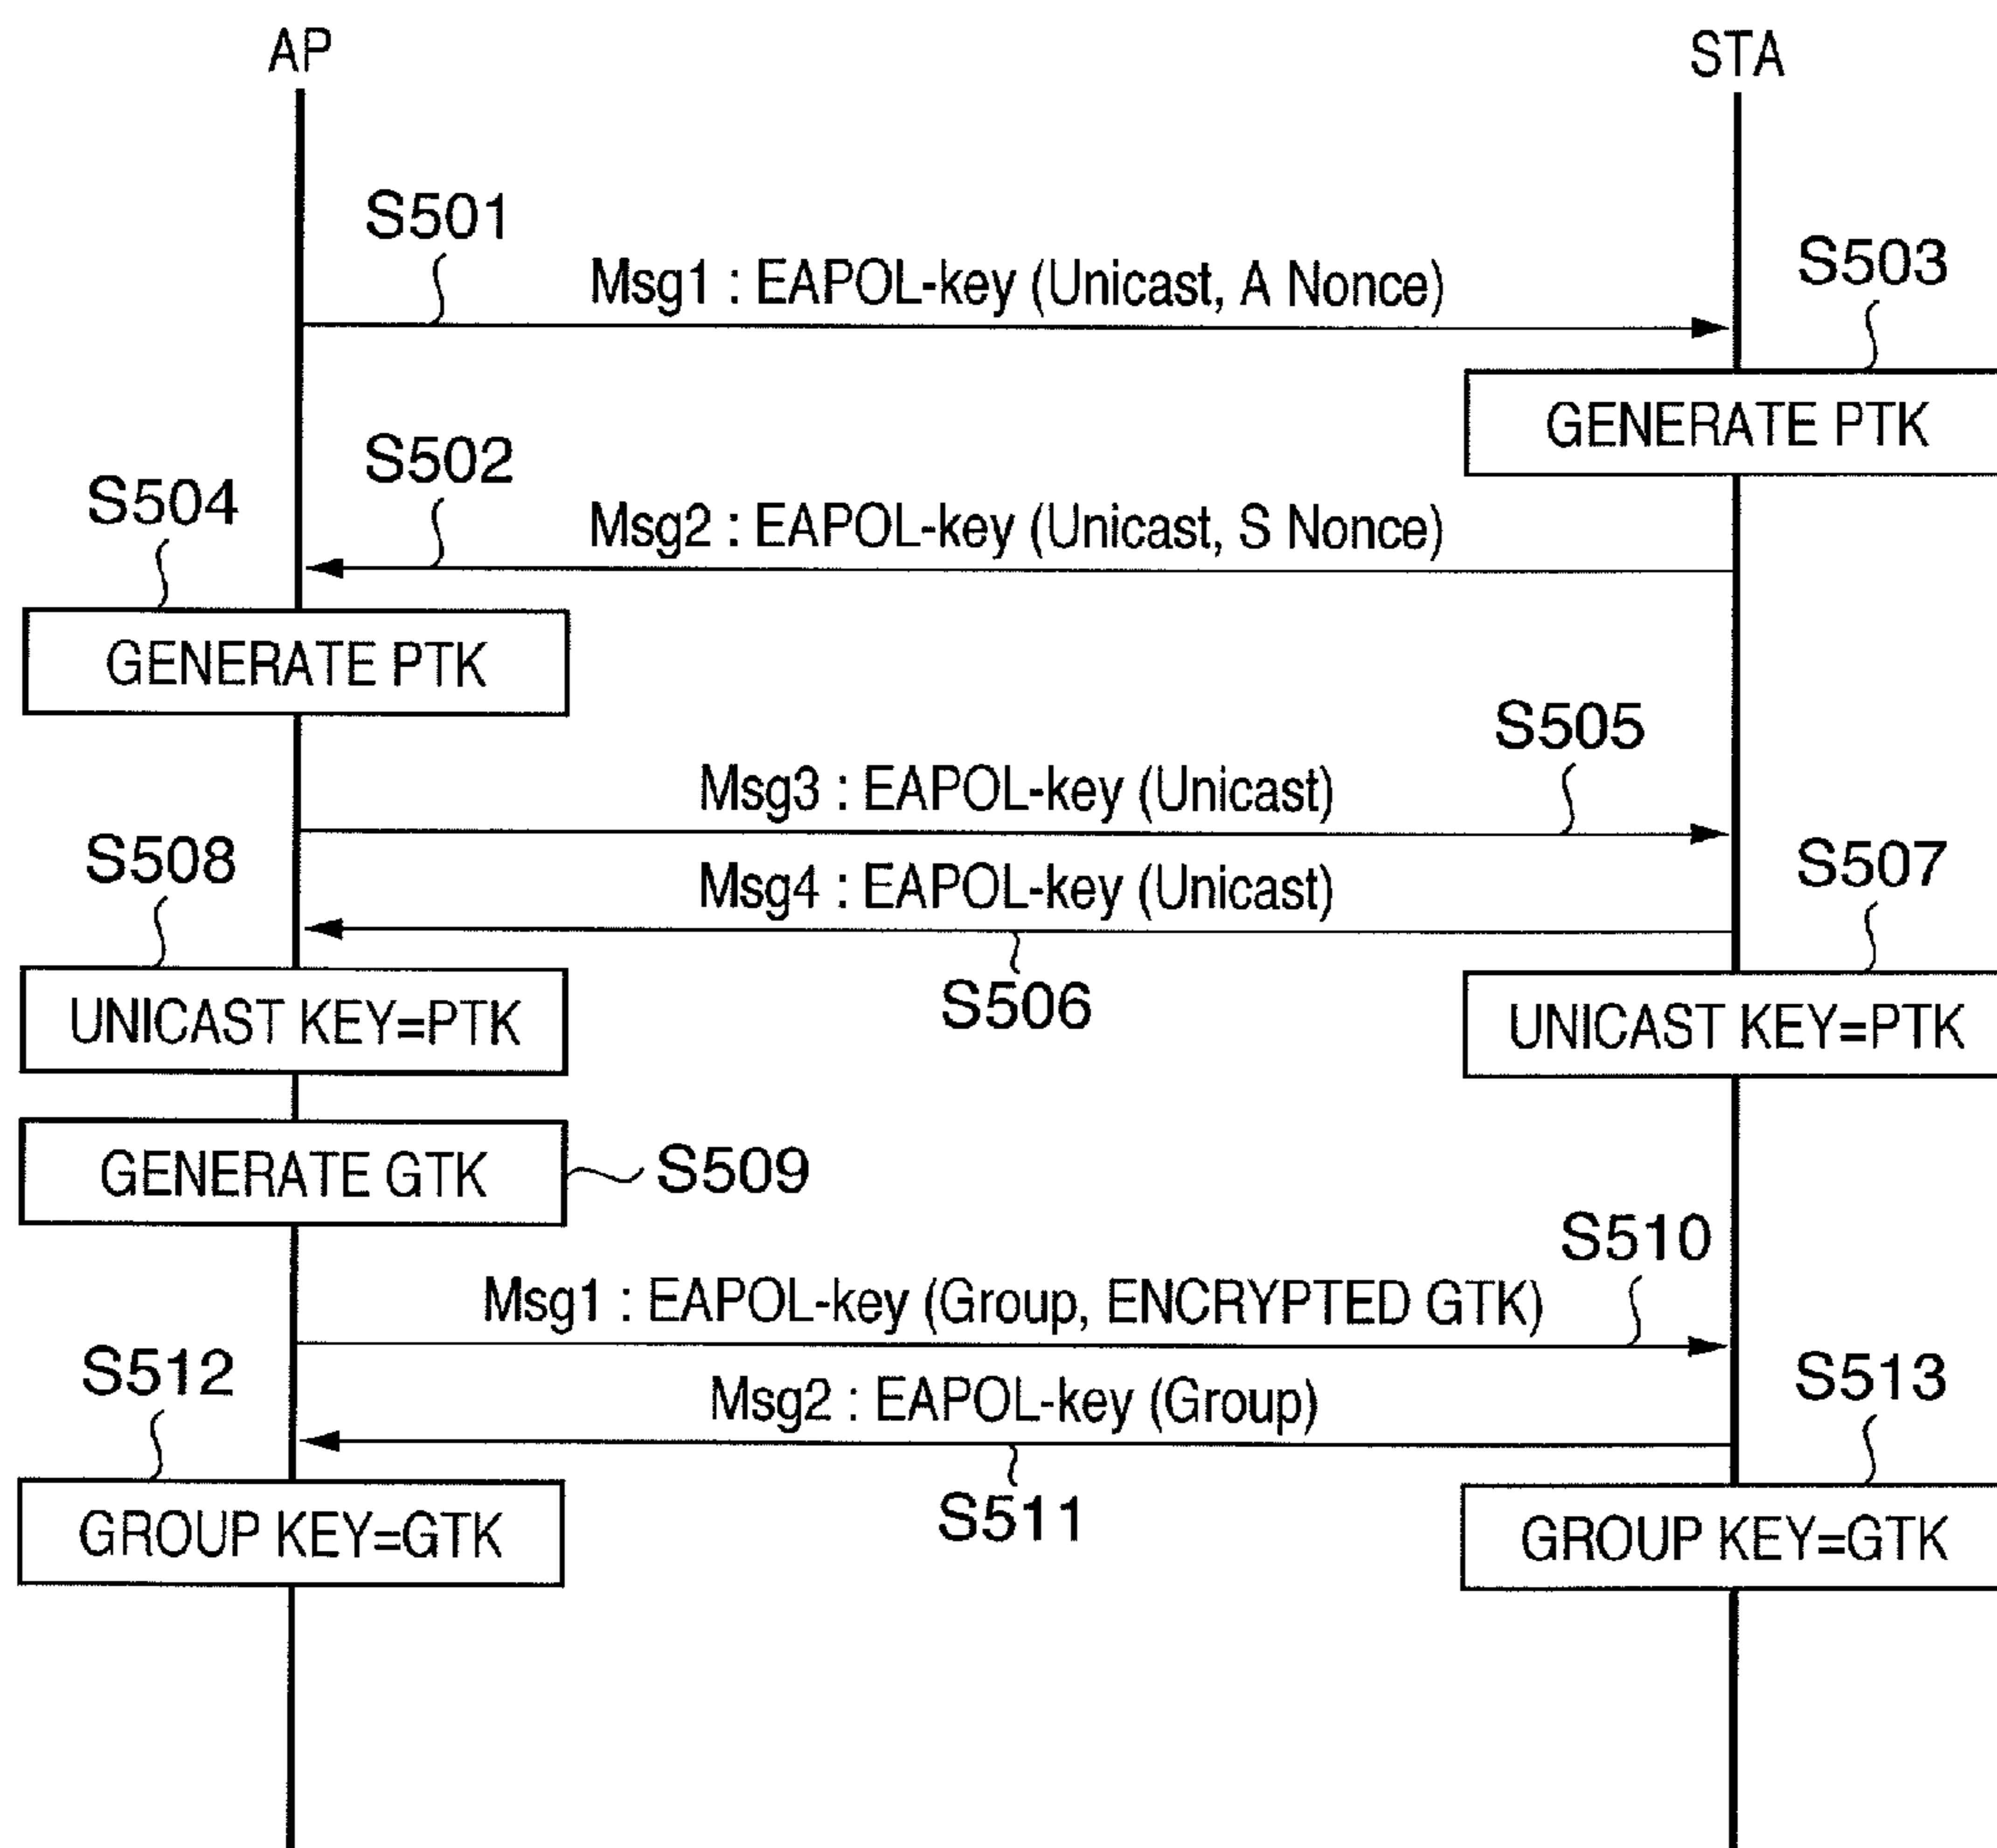 AP
STA
S501
Msg1 : EAPOL-key (Unicast, A Nonce)
S503
GENERATE PTK
S502
S504
Msg2 : EAPOL-key (Unicast, S Nonce)
GENERATE PTK
S505
Msg3 : EAPOL-key (Unicast)
S508
S507
Msg4 : EAPOL-key (Unicast)
S506
UNICAST KEY=PTK
UNICAST KEY=PTK
GENERATE GTK
S509
S510
Msg1 : EAPOL-key (Group, ENCRYPTED GTK)
S512
S513
Msg2 : EAPOL-key (Group)
S511
GROUP KEY=GTK
GROUP KEY=GTK